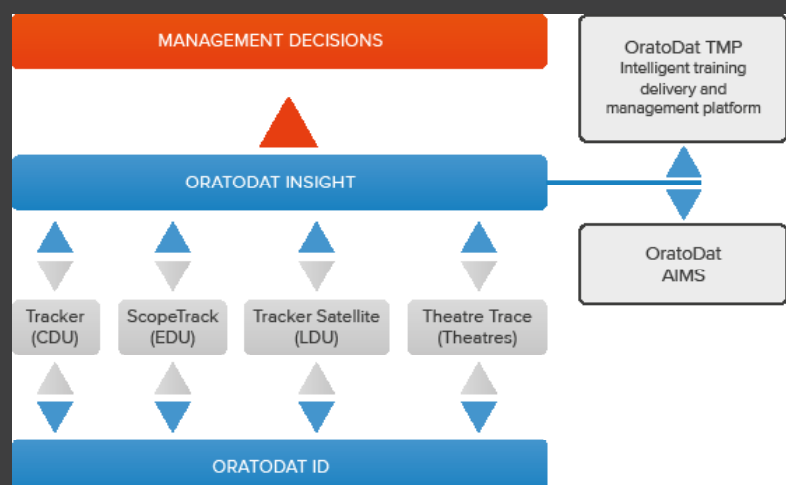 MANAGEMENT DECISIONS
OratoDat TMP
Intelligent training
delivery and
management platform
ORATODAT INSIGHT
OratoDat
AIMS
Tracker
(CDU)
ScopeTrack
(EDU)
Tracker Satellite
(LDU)
Theatre Trace
(Theatres)
ORATODAT ID